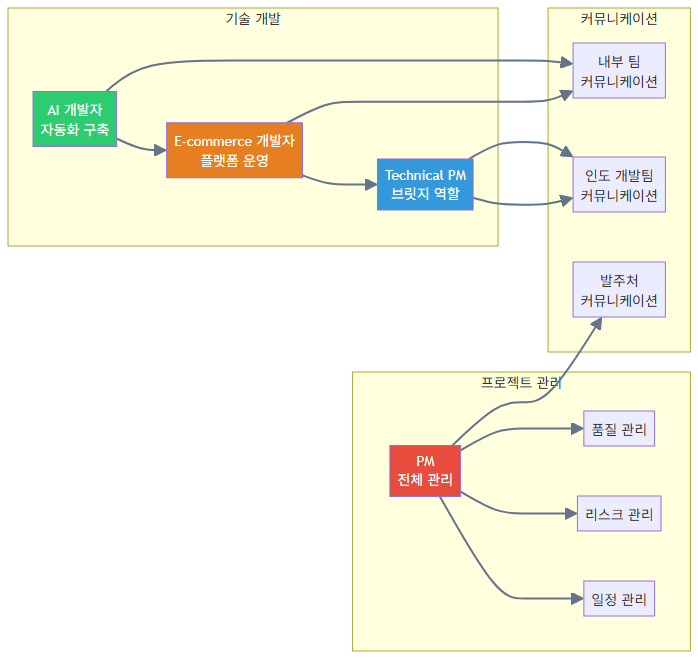 기술 개발
AI 개발자
자동화 구축
E-commerce 개발자
플랫폼 운영
Technical PM
브릿지 역할
커뮤니케이션
내부 팀
커뮤니케이션
인도 개발팀
커뮤니케이션
발주처
커뮤니케이션
프로젝트 관리
PM
전체 관리
품질 관리
리스크 관리
일정 관리